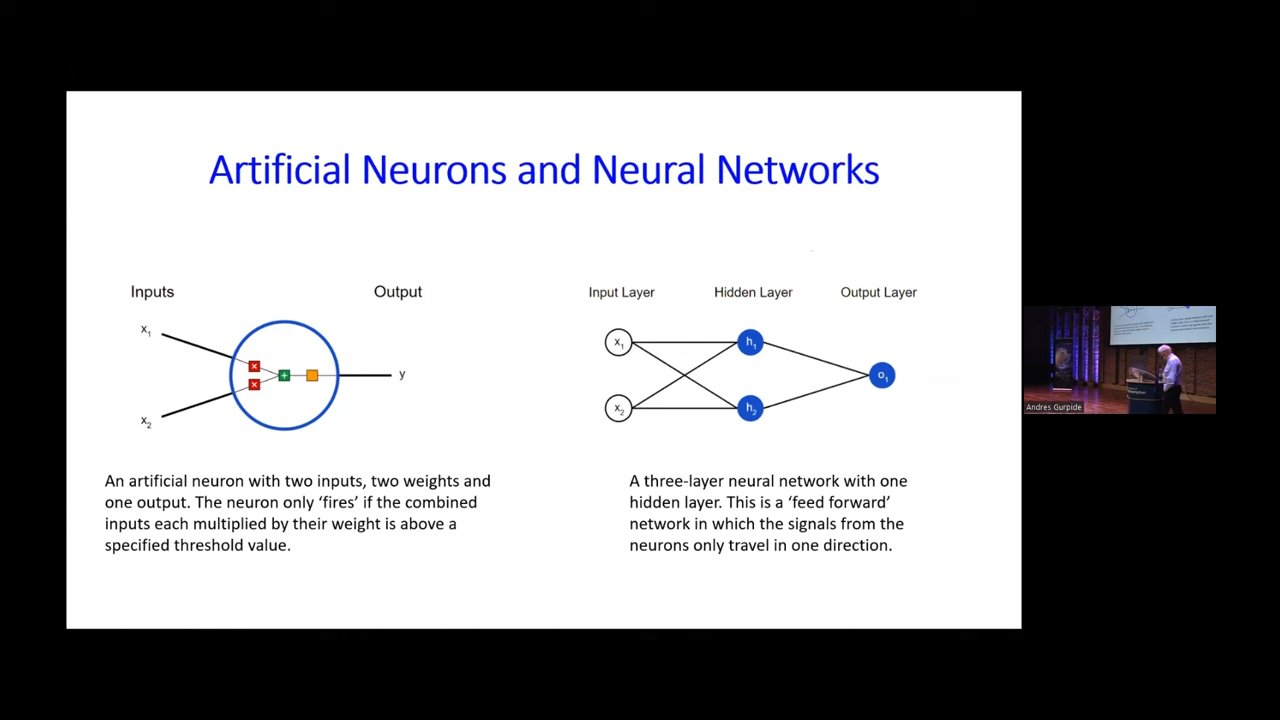 Artificial Neurons and Neural Networks
Inputs
Output
x1
x2
y
An artificial neuron with two inputs, two weights and
one output. The neuron only ‘fires’ if the combined
inputs each multiplied by their weight is above a
specified threshold value.
Input Layer
Hidden Layer
Output Layer
x1
h1
o1
x2
h2
A three-layer neural network with one
hidden layer. This is a ‘feed forward’
network in which the signals from the
neurons only travel in one direction.
Andres Gurpide